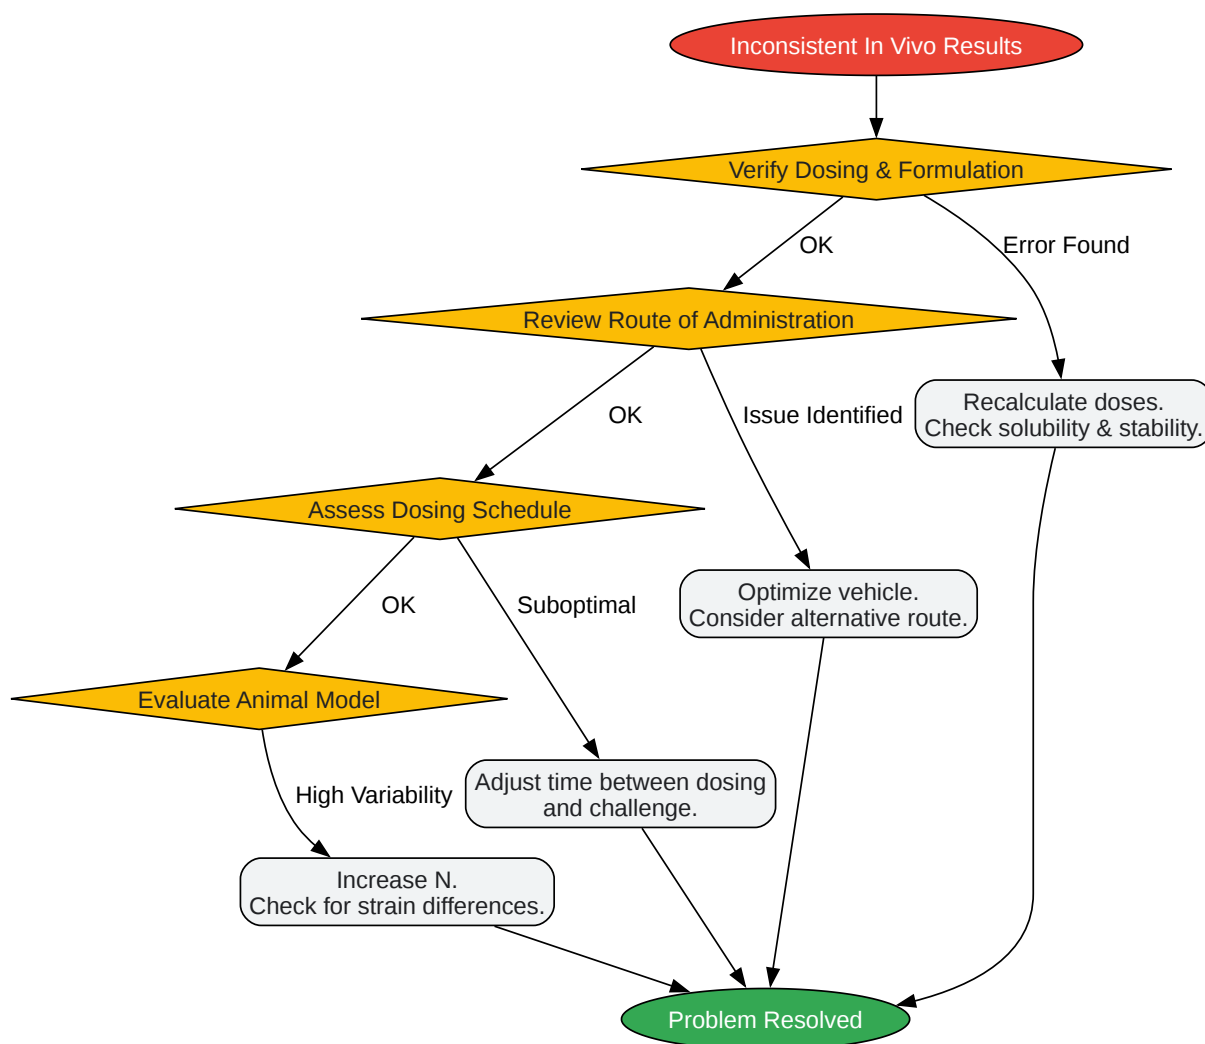 Inconsistent In Vivo Results
Verify Dosing & Formulation
OK
Error Found
Review Route of Administration
OK
Issue Identified
Recalculate doses.
Check solubility & stability.
Assess Dosing Schedule
OK
Suboptimal
Optimize vehicle.
Consider alternative route.
Evaluate Animal Model
High Variability
Adjust time between dosing
and challenge.
Increase N.
Check for strain differences.
Problem Resolved